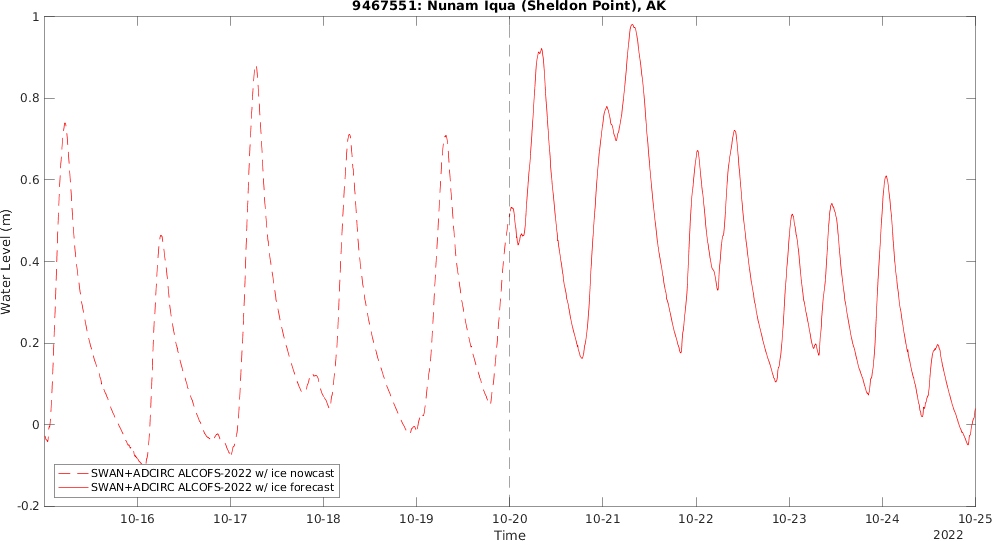 9467551: Nunam Iqua (Sheldon Point), AK
1
0.8
0.6
0.4
0.2
0
-0.2
Water Level (m)
SWAN+ADCIRC ALCOFS-2022 w/ ice nowcast
SWAN+ADCIRC ALCOFS-2022 w/ ice forecast
10-16 10-17 10-18 10-19 10-20 10-21 10-22 10-23 10-24 10-25
Time
2022